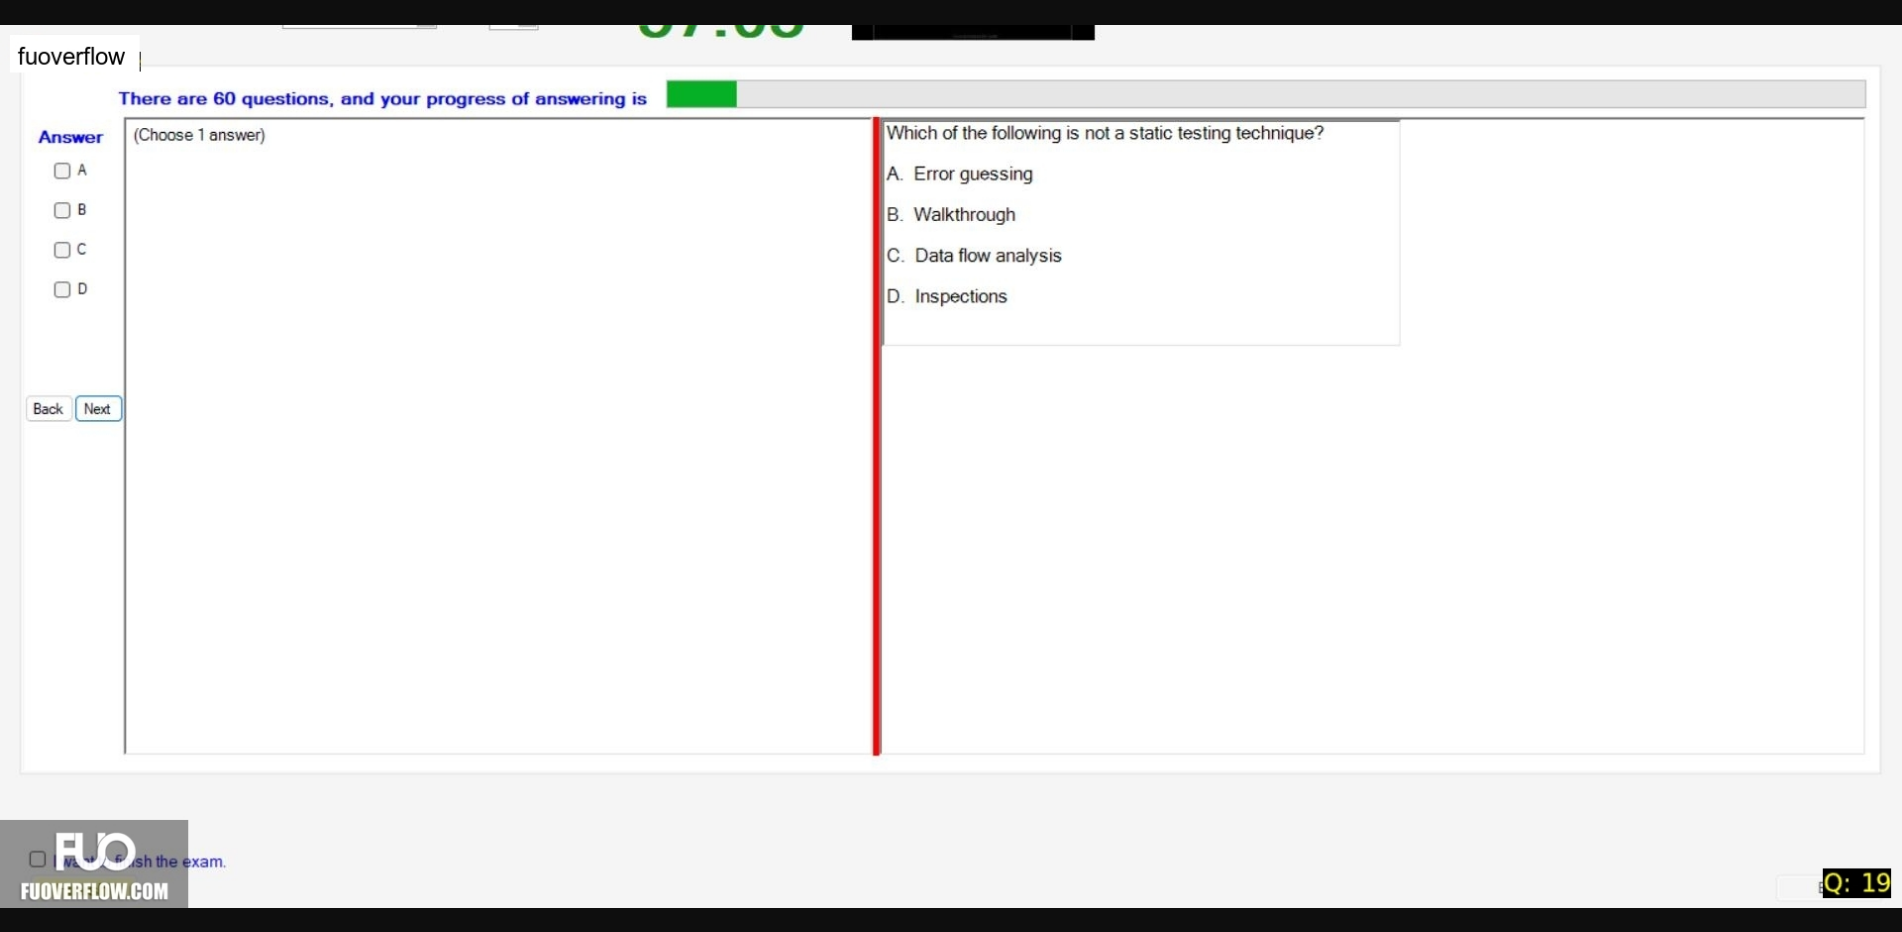 fuoverflow
There are 60 questions, and your progress of answering is
Answer
(Choose 1 answer)
A
B
C
D
Back
Next
Which of the following is not a static testing technique?
A. Error guessing
B. Walkthrough
C. Data flow analysis
D. Inspections
FUO
finish the exam.
FUOVERFLOW.COM
Q: 19